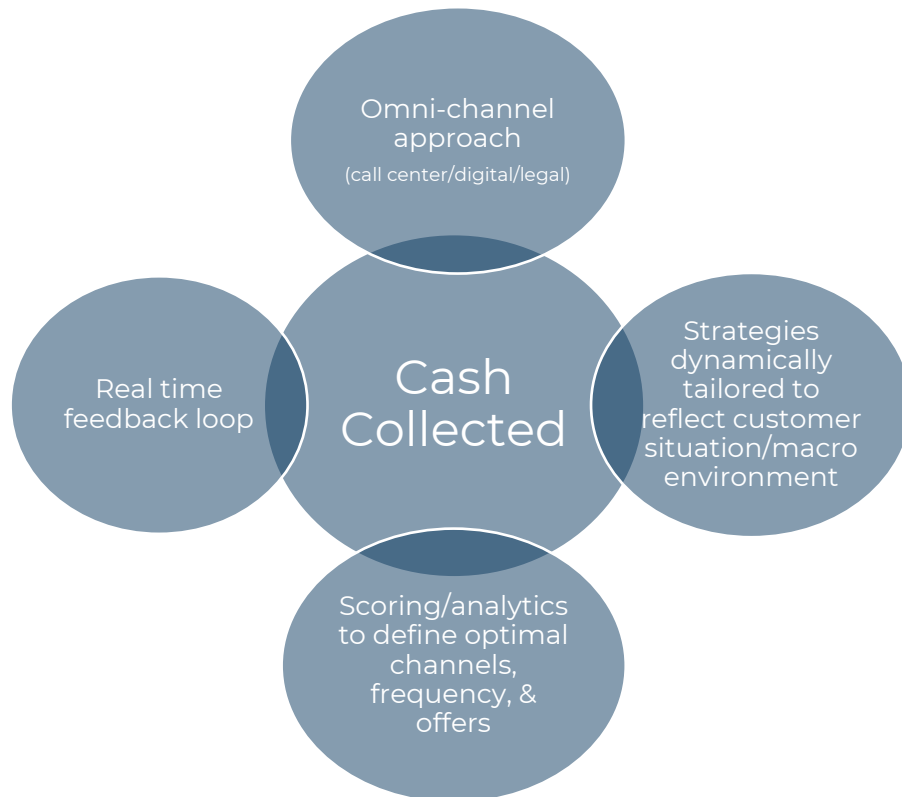 Omni-channel
approach
(call center/digital/legal)
Real time
feedback loop
Cash
Collected
Strategies
dynamically
tailored to
reflect customer
situation/macro
environment
Scoring/analytics
to define optimal
channels,
frequency, &
offers